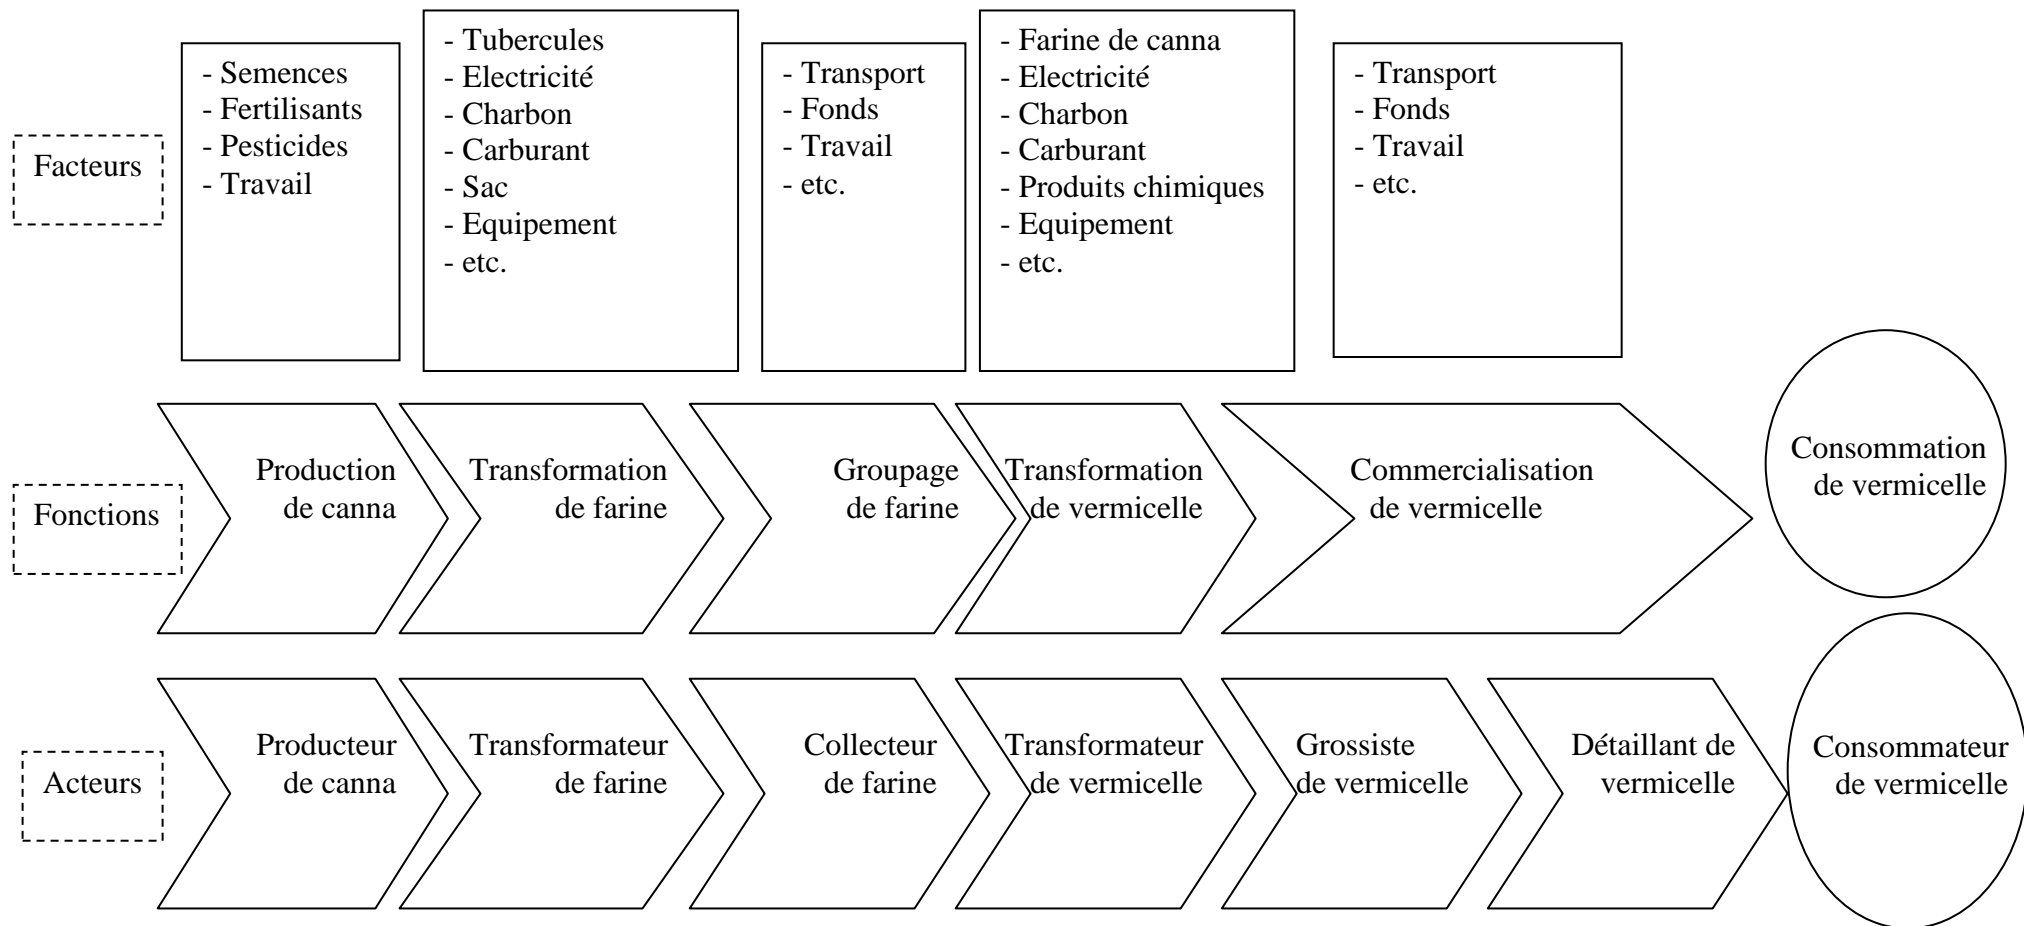 Facteurs
- Semences
- Fertilisants
- Pesticides
- Travail
- Tubercules
- Electricité
- Charbon
- Carburant
- Sac
- Equipement
- etc.
- Transport
- Fonds
- Travail
- etc.
- Farine de canna
- Electricité
- Charbon
- Carburant
- Produits chimiques
- Equipement
- etc.
- Transport
- Fonds
- Travail
- etc.
Fonctions
Production
de canna
Transformation
de farine
Groupage
de farine
Transformation
de vermicelle
Commercialisation
de vermicelle
Consommation
de vermicelle
Acteurs
Producteur
de canna
Transformateur
de farine
Collecteur
de farine
Transformateur
de vermicelle
Grossiste
de vermicelle
Détaillant de
vermicelle
Consommateur
de vermicelle